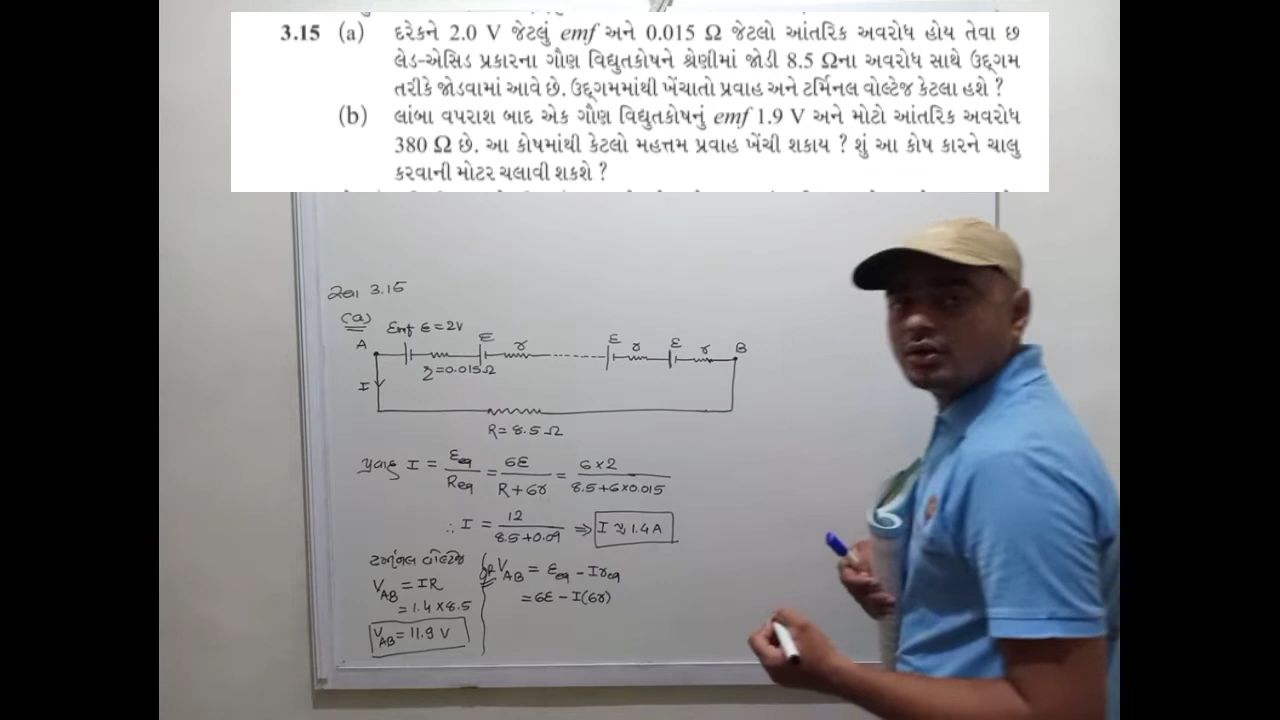 3.15 (a) દરેકને 2.0 V જેટલું emf અને 0.015 Ω જેટલો આંતરિક અવરોધ હોય તેવા છ
લેડ-એસિડ પ્રકારના ગૌણ વિદ્યુતકોષને શ્રેણીમાં જોડી 8.5 Ωના અવરોધ સાથે ઉદ્ગમ
તરીકે જોડવામાં આવે છે. ઉદ્ગમમાંથી ખેંચાતો પ્રવાહ અને ટર્મિનલ વોલ્ટેજ કેટલા હશે ?
(b) લાંબા વપરાશ બાદ એક ગૌણ વિદ્યુતકોષનું emf 1.9 V અને મોટો આંતરિક અવરોધ
380 Ω છે. આ કોષમાંથી કેટલો મહત્તમ પ્રવાહ ખેંચી શકાય ? શું આ કોષ કારને ચાલુ
કરવાની મોટર ચલાવી શકશે ?
3.15
(a)
Emf ε = 2V
A ε r ε r ε r B
r = 0.015 Ω
I
R = 8.5 Ω
પ્રવાહ I = εeq / Req = 6ε / R + 6r = 6 × 2 / 8.5 + 6 × 0.015
∴ I = 12 / 8.5 + 0.09 ⇒ I ≈ 1.4 A
ટર્મિનલ વોલ્ટેજ
V_AB = IR
= 1.4 × 8.5
V_AB = 11.9 V
or V_AB = εeq − I req
= 6ε − I(6r)